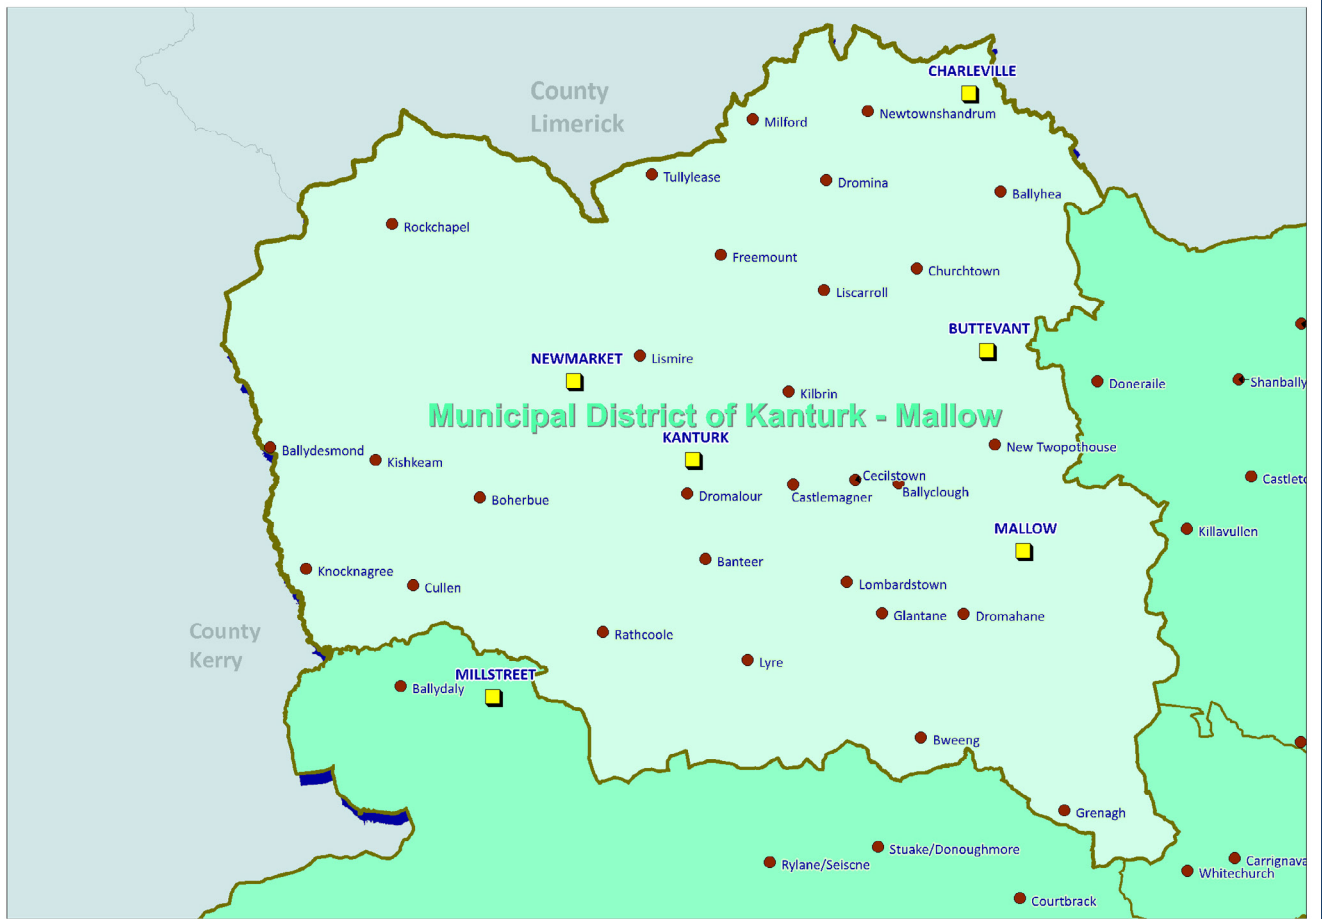 CHARLEVILLE
County
Limerick
Newtownshandrum
Milford
Tullylease
Dromina
Ballyhea
Rockchapel
Freemount
Churchtown
Liscarroll
BUTTEVANT
NEWMARKET
Lismire
Doneraile
Shanbally
Kilbrin
Municipal District of Kanturk - Mallow
KANTURK
New Twopothouse
Ballydesmond
Kishkeam
Cecilstown
Castleto
Boherbue
Dromalour
Castlemagner
Ballyclough
MALLOW
Killavullen
Banteer
Knocknagree
Cullen
Lombardstown
Glantane
Dromahane
County
Kerry
Rathcoole
Lyre
MILLSTREET
Ballydaly
Bweeng
Grenagh
Stuake/Donoughmore
Rylane/Seiscne
Carrignava
Whitechurch
Courtbrack